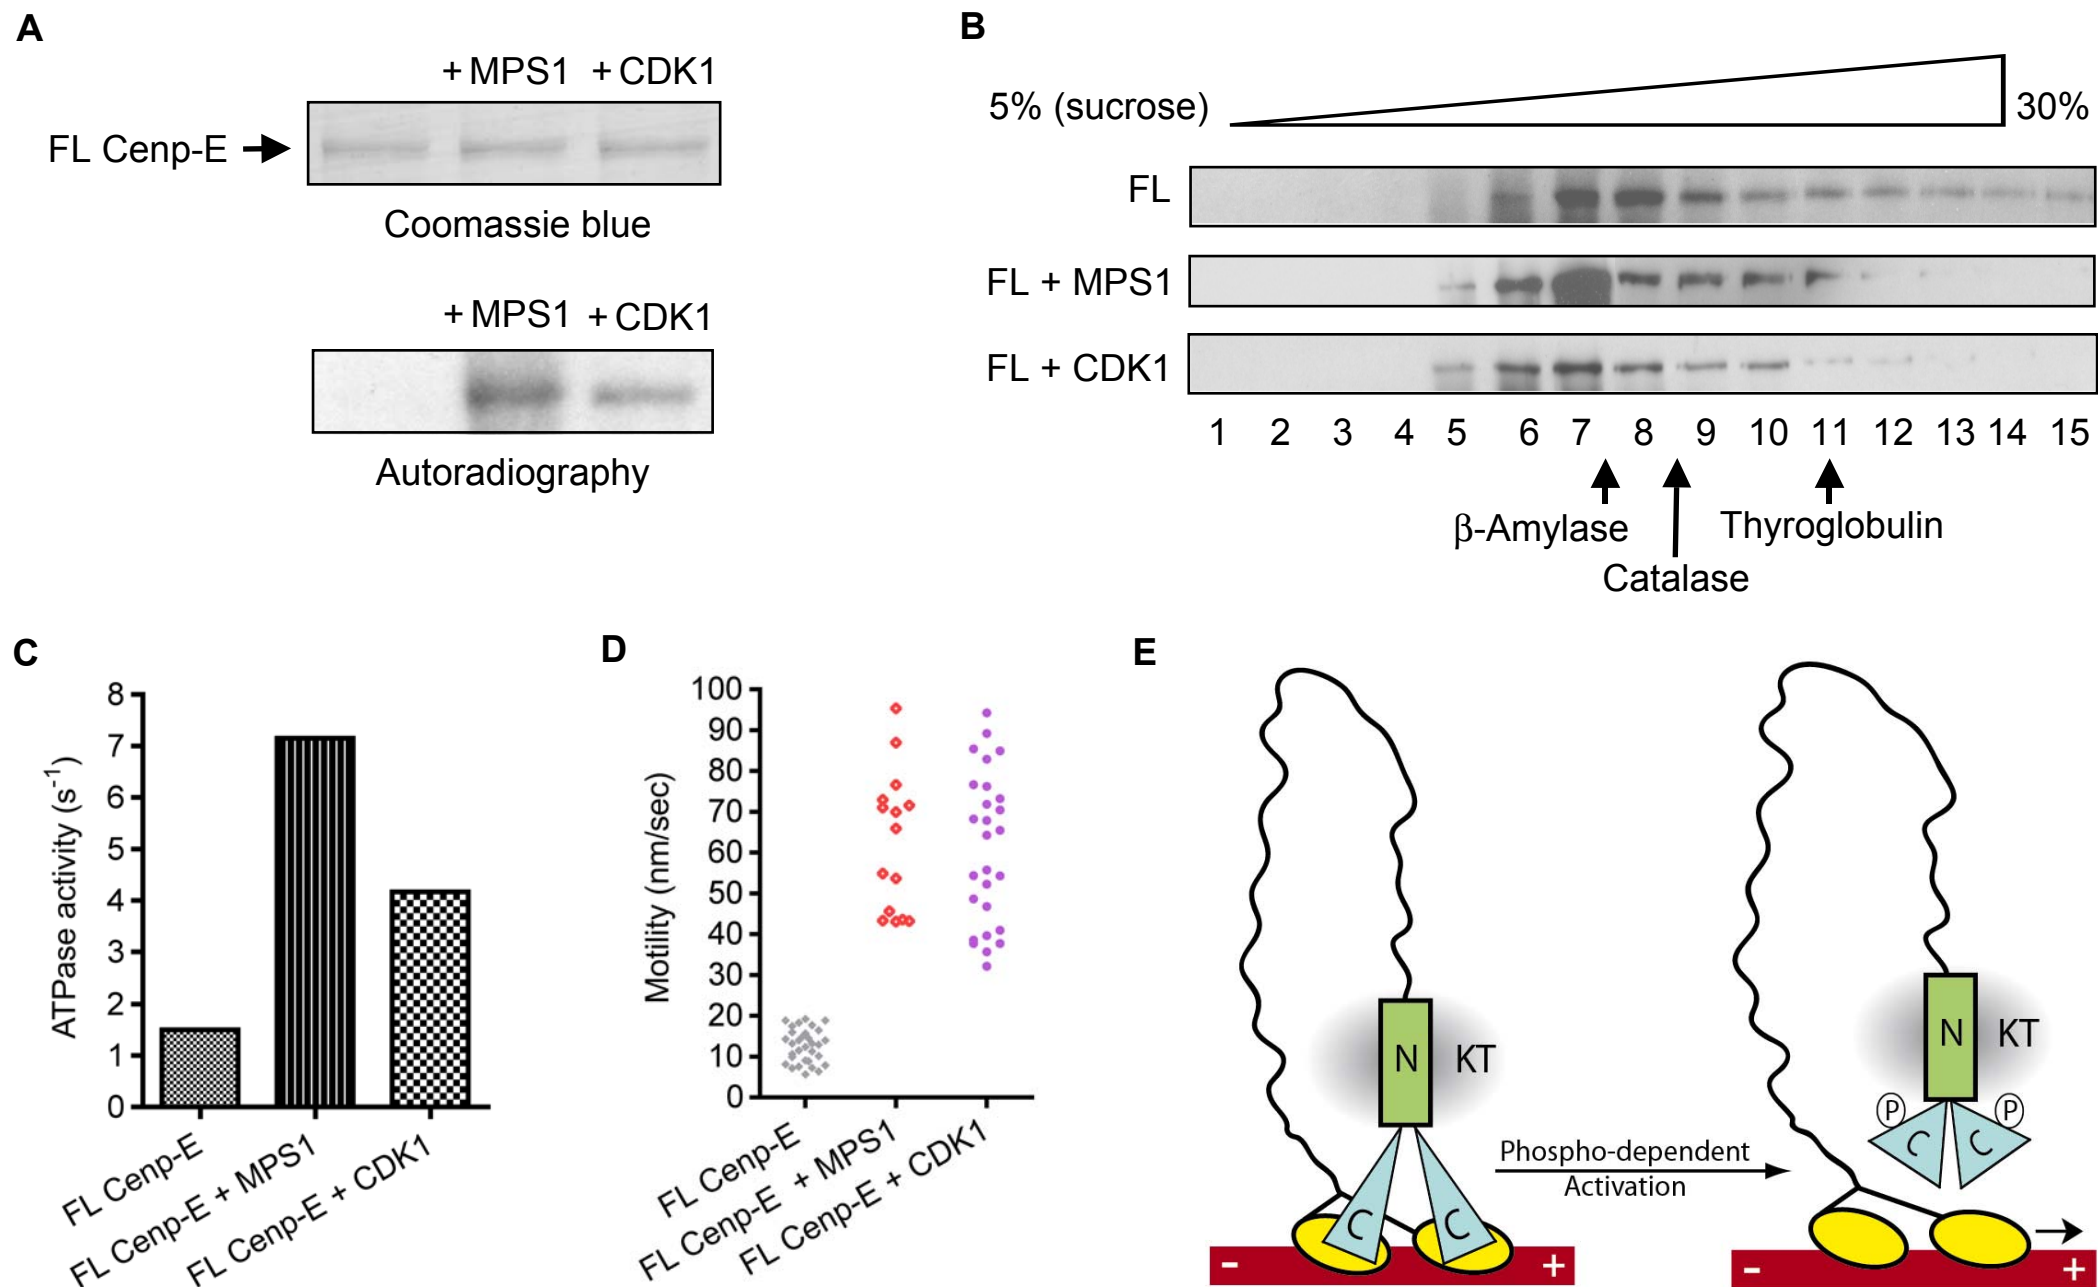 A
+ MPS1 + CDK1
FL Cenp-E
Coomassie blue
+ MPS1 + CDK1
Autoradiography
B
5% (sucrose)
30%
FL
FL + MPS1
FL + CDK1
1 2 3 4 5 6 7 8 9 10 11 12 13 14 15
β-Amylase
Thyroglobulin
Catalase
C
ATPase activity (s-1)
8
7
6
5
4
3
2
1
0
FL Cenp-E
FL Cenp-E + MPS1
FL Cenp-E + CDK1
D
Motility (nm/sec)
100
90
80
70
60
50
40
30
20
10
0
FL Cenp-E
FL Cenp-E + MPS1
FL Cenp-E + CDK1
E
N KT
C C
- +
Phospho-dependent
Activation
N KT
P P
C C
- +